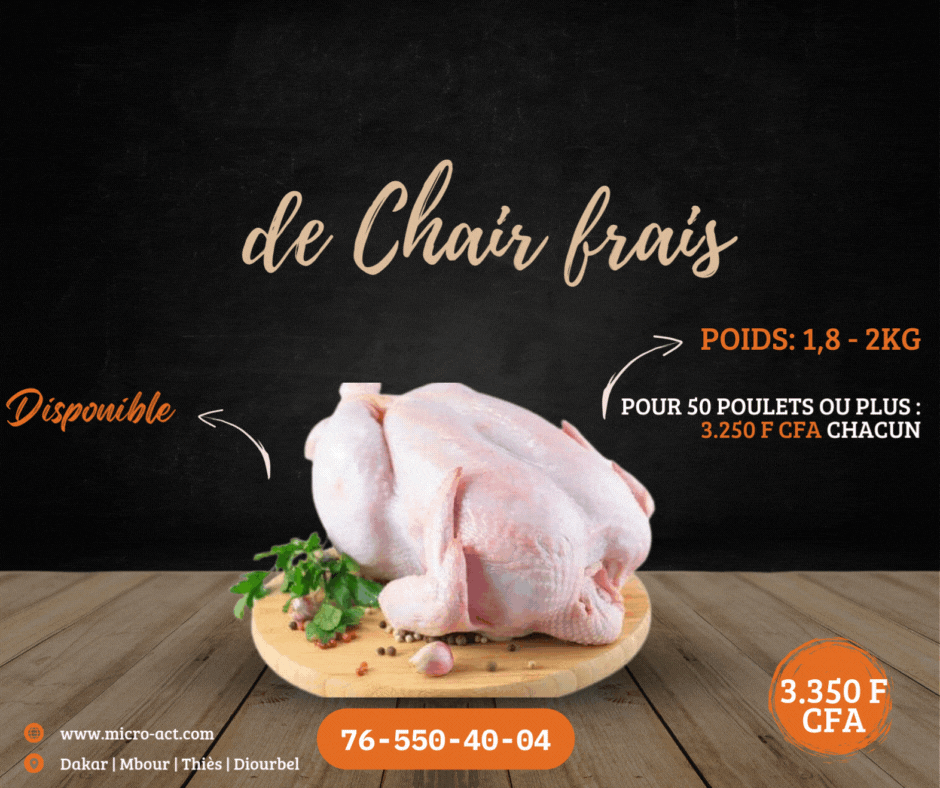 de Chair frais
POIDS: 1,8 - 2KG
Disponible
POUR 50 POULETS OU PLUS :
3.250 F CFA CHACUN
3.350 F
CFA
www.micro-act.com
76-550-40-04
Dakar | Mbour | Thiès | Diourbel